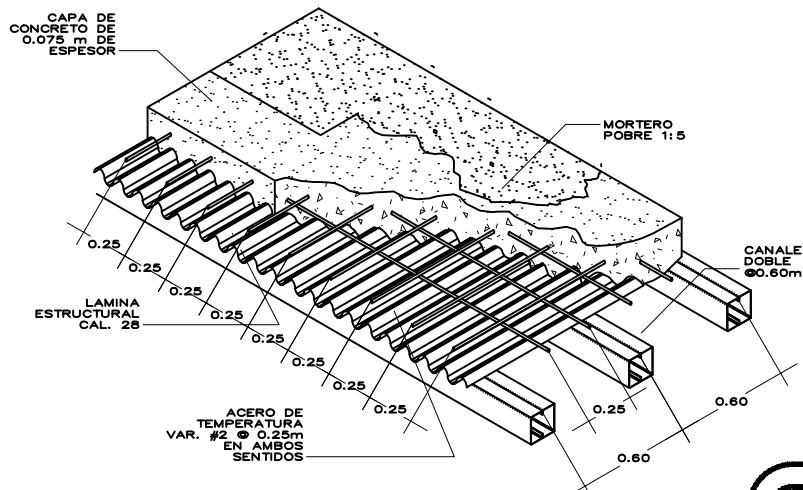 CAPA DE
CONCRETO DE
0.075 m DE
ESPESOR
MORTERO
POBRE 1:5
CANALE
DOBLE
@0.60m
0.25
0.25
0.25
0.25
0.25
0.25
0.25
0.25
LAMINA
ESTRUCTURAL
CAL. 28
0.25
0.60
0.60
ACERO DE
TEMPERATURA
VAR. #2 @ 0.25m
EN AMBOS
SENTIDOS